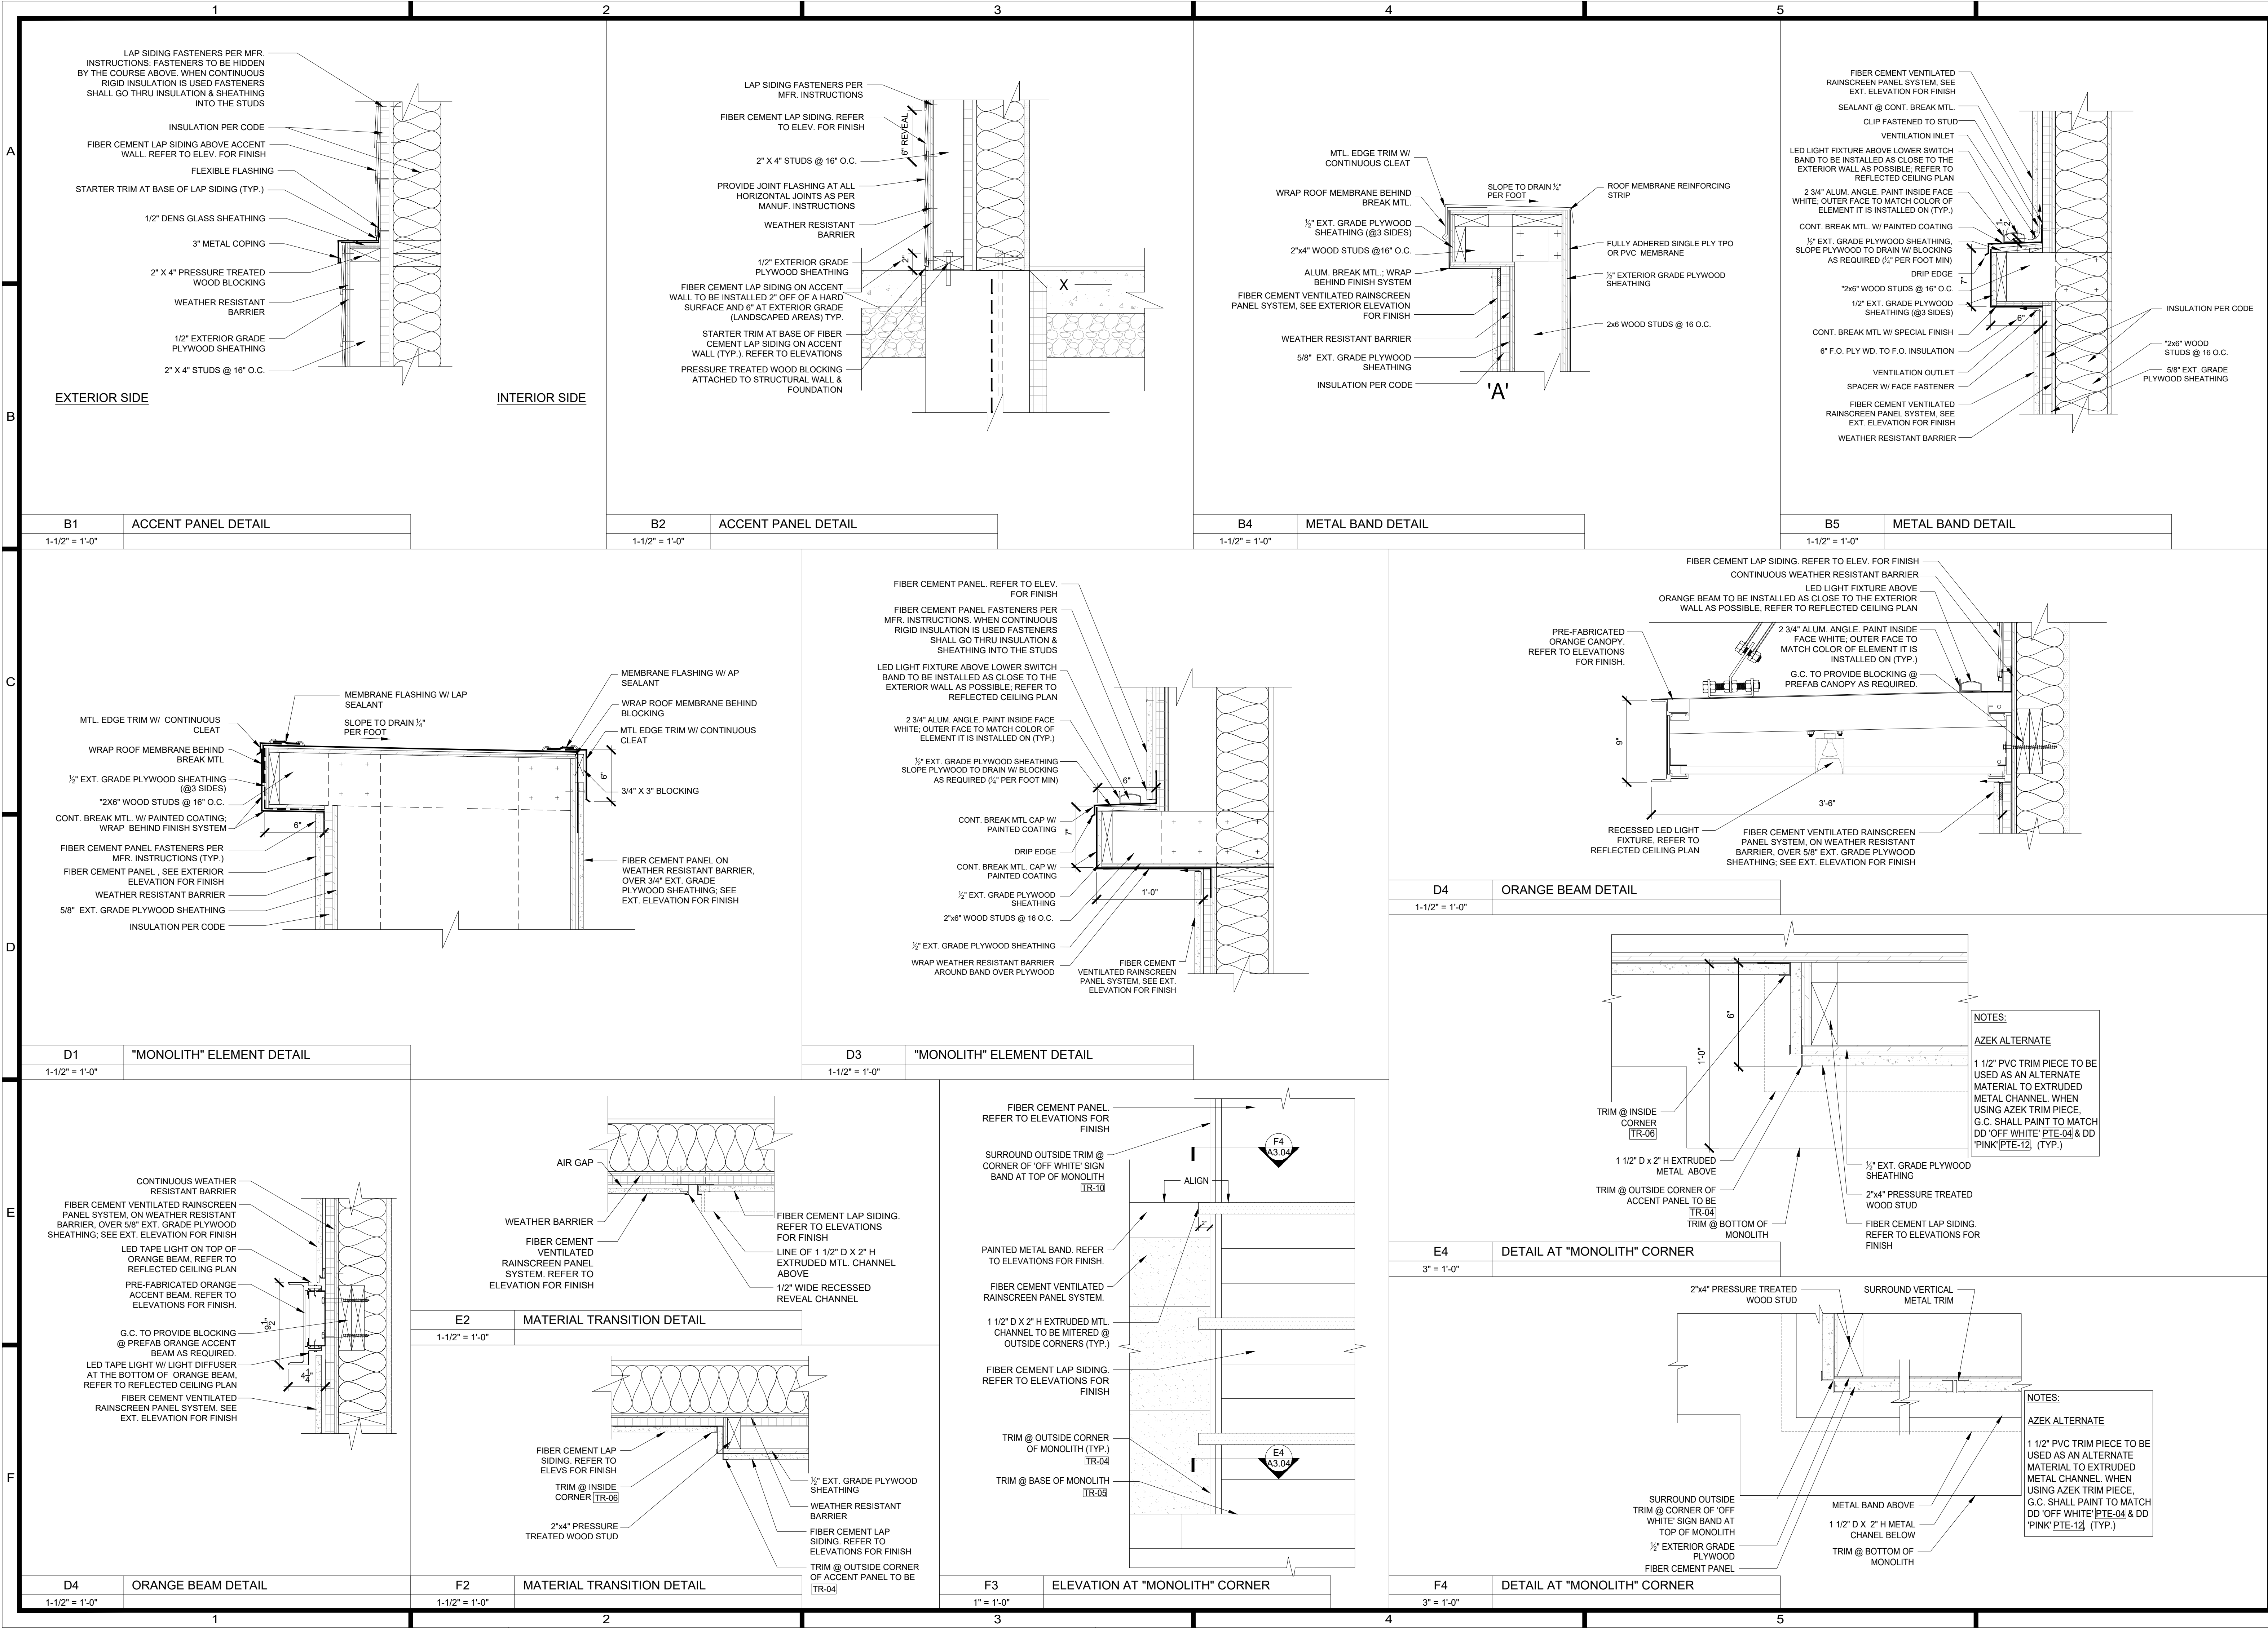 1
2
3
4
5
A
B
C
D
E
F
LAP SIDING FASTENERS PER MFR.
INSTRUCTIONS: FASTENERS TO BE HIDDEN
BY THE COURSE ABOVE. WHEN CONTINUOUS
RIGID INSULATION IS USED FASTENERS
SHALL GO THRU INSULATION & SHEATHING
INTO THE STUDS
INSULATION PER CODE
FIBER CEMENT LAP SIDING ABOVE ACCENT
WALL. REFER TO ELEV. FOR FINISH
FLEXIBLE FLASHING
STARTER TRIM AT BASE OF LAP SIDING (TYP.)
1/2" DENS GLASS SHEATHING
3" METAL COPING
2" X 4" PRESSURE TREATED
WOOD BLOCKING
WEATHER RESISTANT
BARRIER
1/2" EXTERIOR GRADE
PLYWOOD SHEATHING
2" X 4" STUDS @ 16" O.C.
EXTERIOR SIDE
INTERIOR SIDE
B1 ACCENT PANEL DETAIL
1-1/2" = 1'-0"
LAP SIDING FASTENERS PER
MFR. INSTRUCTIONS
FIBER CEMENT LAP SIDING. REFER
TO ELEV. FOR FINISH
6" REVEAL
2" X 4" STUDS @ 16" O.C.
PROVIDE JOINT FLASHING AT ALL
HORIZONTAL JOINTS AS PER
MANUF. INSTRUCTIONS
WEATHER RESISTANT
BARRIER
2"
1/2" EXTERIOR GRADE
PLYWOOD SHEATHING
X
FIBER CEMENT LAP SIDING ON ACCENT
WALL TO BE INSTALLED 2" OFF OF A HARD
SURFACE AND 6" AT EXTERIOR GRADE
(LANDSCAPED AREAS) TYP.
STARTER TRIM AT BASE OF FIBER
CEMENT LAP SIDING ON ACCENT
WALL (TYP.). REFER TO ELEVATIONS
PRESSURE TREATED WOOD BLOCKING
ATTACHED TO STRUCTURAL WALL &
FOUNDATION
B2 ACCENT PANEL DETAIL
1-1/2" = 1'-0"
MTL. EDGE TRIM W/
CONTINUOUS CLEAT
WRAP ROOF MEMBRANE BEHIND
BREAK MTL.
½" EXT. GRADE PLYWOOD
SHEATHING (@3 SIDES)
2"x4" WOOD STUDS @16" O.C.
ALUM. BREAK MTL.; WRAP
BEHIND FINISH SYSTEM
FIBER CEMENT VENTILATED RAINSCREEN
PANEL SYSTEM, SEE EXTERIOR ELEVATION
FOR FINISH
WEATHER RESISTANT BARRIER
5/8" EXT. GRADE PLYWOOD
SHEATHING
INSULATION PER CODE
SLOPE TO DRAIN ¼"
PER FOOT
ROOF MEMBRANE REINFORCING
STRIP
FULLY ADHERED SINGLE PLY TPO
OR PVC MEMBRANE
½" EXTERIOR GRADE PLYWOOD
SHEATHING
2x6 WOOD STUDS @ 16 O.C.
'A'
B4 METAL BAND DETAIL
1-1/2" = 1'-0"
FIBER CEMENT VENTILATED
RAINSCREEN PANEL SYSTEM, SEE
EXT. ELEVATION FOR FINISH
SEALANT @ CONT. BREAK MTL.
CLIP FASTENED TO STUD
VENTILATION INLET
LED LIGHT FIXTURE ABOVE LOWER SWITCH
BAND TO BE INSTALLED AS CLOSE TO THE
EXTERIOR WALL AS POSSIBLE; REFER TO
REFLECTED CEILING PLAN
2 3/4" ALUM. ANGLE. PAINT INSIDE FACE
WHITE; OUTER FACE TO MATCH COLOR OF
ELEMENT IT IS INSTALLED ON (TYP.)
CONT. BREAK MTL. W/ PAINTED COATING
½" EXT. GRADE PLYWOOD SHEATHING,
SLOPE PLYWOOD TO DRAIN W/ BLOCKING
AS REQUIRED (¼" PER FOOT MIN)
DRIP EDGE
"2x6" WOOD STUDS @ 16" O.C.
1/2" EXT. GRADE PLYWOOD
SHEATHING (@3 SIDES)
CONT. BREAK MTL W/ SPECIAL FINISH
6" F.O. PLY WD. TO F.O. INSULATION
VENTILATION OUTLET
SPACER W/ FACE FASTENER
FIBER CEMENT VENTILATED
RAINSCREEN PANEL SYSTEM, SEE
EXT. ELEVATION FOR FINISH
WEATHER RESISTANT BARRIER
7"
6"
INSULATION PER CODE
"2x6" WOOD
STUDS @ 16 O.C.
5/8" EXT. GRADE
PLYWOOD SHEATHING
B5 METAL BAND DETAIL
1-1/2" = 1'-0"
MTL. EDGE TRIM W/ CONTINUOUS
CLEAT
WRAP ROOF MEMBRANE BEHIND
BREAK MTL
½" EXT. GRADE PLYWOOD SHEATHING
(@3 SIDES)
"2X6" WOOD STUDS @ 16" O.C.
CONT. BREAK MTL. W/ PAINTED COATING;
WRAP BEHIND FINISH SYSTEM
FIBER CEMENT PANEL FASTENERS PER
MFR. INSTRUCTIONS (TYP.)
FIBER CEMENT PANEL , SEE EXTERIOR
ELEVATION FOR FINISH
WEATHER RESISTANT BARRIER
5/8" EXT. GRADE PLYWOOD SHEATHING
INSULATION PER CODE
MEMBRANE FLASHING W/ LAP
SEALANT
SLOPE TO DRAIN ¼"
PER FOOT
6"
MEMBRANE FLASHING W/ AP
SEALANT
WRAP ROOF MEMBRANE BEHIND
BLOCKING
MTL EDGE TRIM W/ CONTINUOUS
CLEAT
6"
3/4" X 3" BLOCKING
FIBER CEMENT PANEL ON
WEATHER RESISTANT BARRIER,
OVER 3/4" EXT. GRADE
PLYWOOD SHEATHING; SEE
EXT. ELEVATION FOR FINISH
D1 "MONOLITH" ELEMENT DETAIL
1-1/2" = 1'-0"
FIBER CEMENT PANEL. REFER TO ELEV.
FOR FINISH
FIBER CEMENT PANEL FASTENERS PER
MFR. INSTRUCTIONS. WHEN CONTINUOUS
RIGID INSULATION IS USED FASTENERS
SHALL GO THRU INSULATION &
SHEATHING INTO THE STUDS
LED LIGHT FIXTURE ABOVE LOWER SWITCH
BAND TO BE INSTALLED AS CLOSE TO THE
EXTERIOR WALL AS POSSIBLE; REFER TO
REFLECTED CEILING PLAN
2 3/4" ALUM. ANGLE. PAINT INSIDE FACE
WHITE; OUTER FACE TO MATCH COLOR OF
ELEMENT IT IS INSTALLED ON (TYP.)
½" EXT. GRADE PLYWOOD SHEATHING
SLOPE PLYWOOD TO DRAIN W/ BLOCKING
AS REQUIRED (¼" PER FOOT MIN)
6"
CONT. BREAK MTL CAP W/
PAINTED COATING
7"
DRIP EDGE
CONT. BREAK MTL. CAP W/
PAINTED COATING
1'-0"
½" EXT. GRADE PLYWOOD
SHEATHING
2"x6" WOOD STUDS @ 16 O.C.
½" EXT. GRADE PLYWOOD SHEATHING
WRAP WEATHER RESISTANT BARRIER
AROUND BAND OVER PLYWOOD
FIBER CEMENT
VENTILATED RAINSCREEN
PANEL SYSTEM, SEE EXT.
ELEVATION FOR FINISH
D3 "MONOLITH" ELEMENT DETAIL
1-1/2" = 1'-0"
FIBER CEMENT LAP SIDING. REFER TO ELEV. FOR FINISH
CONTINUOUS WEATHER RESISTANT BARRIER
LED LIGHT FIXTURE ABOVE
ORANGE BEAM TO BE INSTALLED AS CLOSE TO THE EXTERIOR
WALL AS POSSIBLE, REFER TO REFLECTED CEILING PLAN
PRE-FABRICATED
ORANGE CANOPY.
REFER TO ELEVATIONS
FOR FINISH.
2 3/4" ALUM. ANGLE. PAINT INSIDE
FACE WHITE; OUTER FACE TO
MATCH COLOR OF ELEMENT IT IS
INSTALLED ON (TYP.)
G.C. TO PROVIDE BLOCKING @
PREFAB CANOPY AS REQUIRED.
9"
3'-6"
RECESSED LED LIGHT
FIXTURE, REFER TO
REFLECTED CEILING PLAN
FIBER CEMENT VENTILATED RAINSCREEN
PANEL SYSTEM, ON WEATHER RESISTANT
BARRIER, OVER 5/8" EXT. GRADE PLYWOOD
SHEATHING; SEE EXT. ELEVATION FOR FINISH
D4 ORANGE BEAM DETAIL
1-1/2" = 1'-0"
1'-0"
6"
TRIM @ INSIDE
CORNER
TR-06
1 1/2" D x 2" H EXTRUDED
METAL ABOVE
TRIM @ OUTSIDE CORNER OF
ACCENT PANEL TO BE
TR-04
TRIM @ BOTTOM OF
MONOLITH
½" EXT. GRADE PLYWOOD
SHEATHING
2"x4" PRESSURE TREATED
WOOD STUD
FIBER CEMENT LAP SIDING.
REFER TO ELEVATIONS FOR
FINISH
NOTES:
AZEK ALTERNATE
1 1/2" PVC TRIM PIECE TO BE
USED AS AN ALTERNATE
MATERIAL TO EXTRUDED
METAL CHANNEL. WHEN
USING AZEK TRIM PIECE,
G.C. SHALL PAINT TO MATCH
DD 'OFF WHITE' PTE-04 & DD
'PINK' PTE-12, (TYP.)
E4 DETAIL AT "MONOLITH" CORNER
3" = 1'-0"
CONTINUOUS WEATHER
RESISTANT BARRIER
FIBER CEMENT VENTILATED RAINSCREEN
PANEL SYSTEM, ON WEATHER RESISTANT
BARRIER, OVER 5/8" EXT. GRADE PLYWOOD
SHEATHING; SEE EXT. ELEVATION FOR FINISH
LED TAPE LIGHT ON TOP OF
ORANGE BEAM, REFER TO
REFLECTED CEILING PLAN
PRE-FABRICATED ORANGE
ACCENT BEAM. REFER TO
ELEVATIONS FOR FINISH.
9½"
G.C. TO PROVIDE BLOCKING
@ PREFAB ORANGE ACCENT
BEAM AS REQUIRED.
LED TAPE LIGHT W/ LIGHT DIFFUSER
AT THE BOTTOM OF ORANGE BEAM,
REFER TO REFLECTED CEILING PLAN
FIBER CEMENT VENTILATED
RAINSCREEN PANEL SYSTEM. SEE
EXT. ELEVATION FOR FINISH
D4 ORANGE BEAM DETAIL
1-1/2" = 1'-0"
AIR GAP
WEATHER BARRIER
FIBER CEMENT
VENTILATED
RAINSCREEN PANEL
SYSTEM. REFER TO
ELEVATION FOR FINISH
FIBER CEMENT LAP SIDING.
REFER TO ELEVATIONS
FOR FINISH
LINE OF 1 1/2" D X 2" H
EXTRUDED MTL. CHANNEL
ABOVE
1/2" WIDE RECESSED
REVEAL CHANNEL
E2 MATERIAL TRANSITION DETAIL
1-1/2" = 1'-0"
FIBER CEMENT LAP
SIDING. REFER TO
ELEVS FOR FINISH
TRIM @ INSIDE
CORNER TR-06
2"x4" PRESSURE
TREATED WOOD STUD
½" EXT. GRADE PLYWOOD
SHEATHING
WEATHER RESISTANT
BARRIER
FIBER CEMENT LAP
SIDING. REFER TO
ELEVATIONS FOR FINISH
TRIM @ OUTSIDE CORNER
OF ACCENT PANEL TO BE
TR-04
F2 MATERIAL TRANSITION DETAIL
1-1/2" = 1'-0"
FIBER CEMENT PANEL.
REFER TO ELEVATIONS FOR
FINISH
SURROUND OUTSIDE TRIM @
CORNER OF 'OFF WHITE' SIGN
BAND AT TOP OF MONOLITH
TR-10
F4
A3.04
ALIGN
1"
PAINTED METAL BAND. REFER
TO ELEVATIONS FOR FINISH.
FIBER CEMENT VENTILATED
RAINSCREEN PANEL SYSTEM.
1 1/2" D X 2" H EXTRUDED MTL.
CHANNEL TO BE MITERED @
OUTSIDE CORNERS (TYP.)
FIBER CEMENT LAP SIDING.
REFER TO ELEVATIONS FOR
FINISH
TRIM @ OUTSIDE CORNER
OF MONOLITH (TYP.)
TR-04
E4
A3.04
TRIM @ BASE OF MONOLITH
TR-05
F3 ELEVATION AT "MONOLITH" CORNER
1" = 1'-0"
2"x4" PRESSURE TREATED
WOOD STUD
SURROUND VERTICAL
METAL TRIM
SURROUND OUTSIDE
TRIM @ CORNER OF 'OFF
WHITE' SIGN BAND AT
TOP OF MONOLITH
½" EXTERIOR GRADE
PLYWOOD
FIBER CEMENT PANEL
METAL BAND ABOVE
1 1/2" D X 2" H METAL
CHANEL BELOW
TRIM @ BOTTOM OF
MONOLITH
NOTES:
AZEK ALTERNATE
1 1/2" PVC TRIM PIECE TO BE
USED AS AN ALTERNATE
MATERIAL TO EXTRUDED
METAL CHANNEL. WHEN
USING AZEK TRIM PIECE,
G.C. SHALL PAINT TO MATCH
DD 'OFF WHITE' PTE-04 & DD
'PINK' PTE-12, (TYP.)
F4 DETAIL AT "MONOLITH" CORNER
3" = 1'-0"
1
2
3
4
5